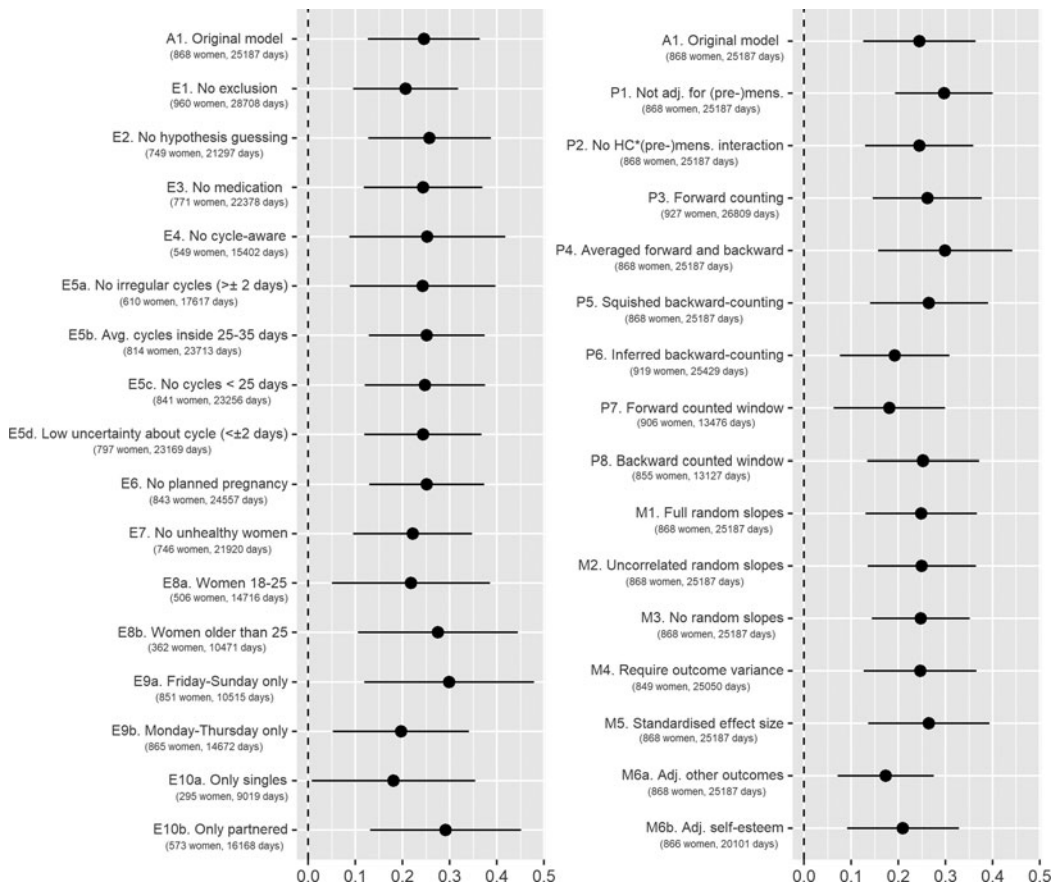 A1. Original model
(868 women, 25187 days)
E1. No exclusion
(960 women, 28708 days)
E2. No hypothesis guessing
(749 women, 21297 days)
E3. No medication
(771 women, 22378 days)
E4. No cycle-aware
(549 women, 15402 days)
E5a. No irregular cycles (>± 2 days)
(610 women, 17617 days)
E5b. Avg. cycles inside 25-35 days
(814 women, 23713 days)
E5c. No cycles < 25 days
(841 women, 23256 days)
E5d. Low uncertainty about cycle (<±2 days)
(797 women, 23169 days)
E6. No planned pregnancy
(843 women, 24557 days)
E7. No unhealthy women
(746 women, 21920 days)
E8a. Women 18-25
(506 women, 14716 days)
E8b. Women older than 25
(362 women, 10471 days)
E9a. Friday-Sunday only
(851 women, 10515 days)
E9b. Monday-Thursday only
(865 women, 14672 days)
E10a. Only singles
(295 women, 9019 days)
E10b. Only partnered
(573 women, 16168 days)
0.0 0.1 0.2 0.3 0.4 0.5
A1. Original model
(868 women, 25187 days)
P1. Not adj. for (pre-)mens.
(868 women, 25187 days)
P2. No HC*(pre-)mens. interaction
(868 women, 25187 days)
P3. Forward counting
(927 women, 26809 days)
P4. Averaged forward and backward
(868 women, 25187 days)
P5. Squished backward-counting
(868 women, 25187 days)
P6. Inferred backward-counting
(919 women, 25429 days)
P7. Forward counted window
(906 women, 13476 days)
P8. Backward counted window
(855 women, 13127 days)
M1. Full random slopes
(868 women, 25187 days)
M2. Uncorrelated random slopes
(868 women, 25187 days)
M3. No random slopes
(868 women, 25187 days)
M4. Require outcome variance
(849 women, 25050 days)
M5. Standardised effect size
(868 women, 25187 days)
M6a. Adj. other outcomes
(868 women, 25187 days)
M6b. Adj. self-esteem
(866 women, 20101 days)
0.0 0.1 0.2 0.3 0.4 0.5